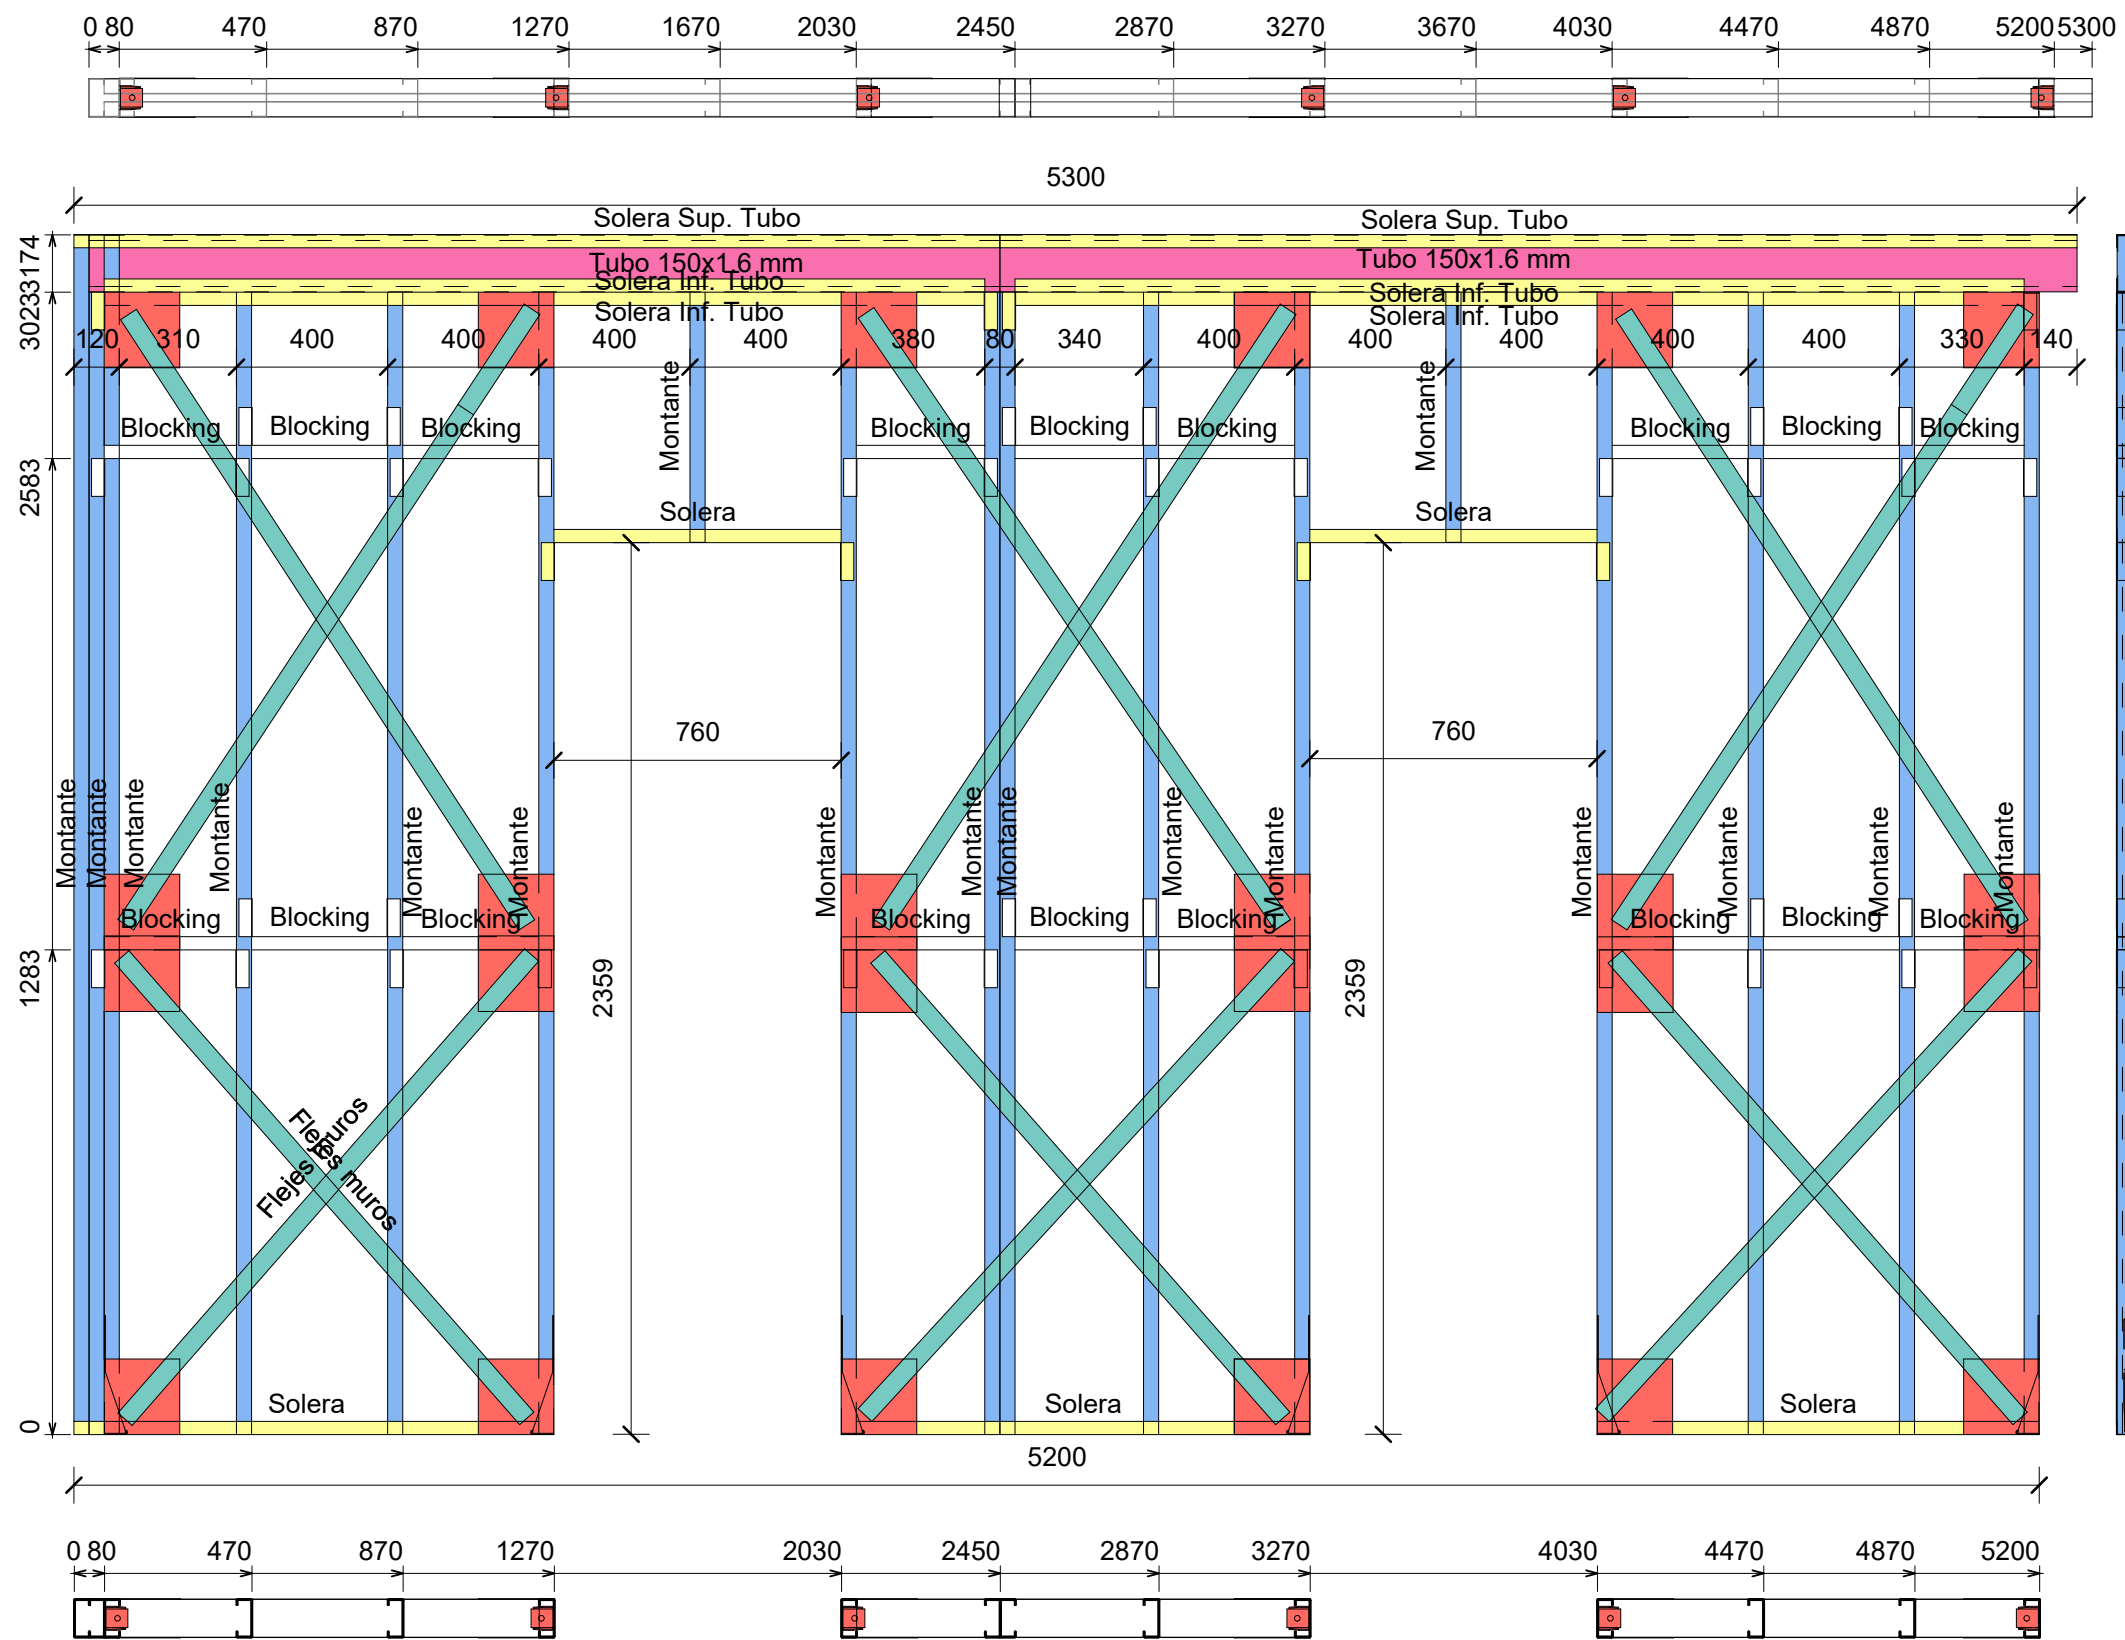 0 80 470 870 1270 1670 2030 2450 2870 3270 3670 4030 4470 4870 5200 5300
5300
Solera Sup. Tubo Solera Sup. Tubo
3174
Tubo 150x1.6 mm Tubo 150x1.6 mm
Solera Inf. Tubo Solera Inf. Tubo
Solera Inf. Tubo Solera Inf. Tubo
3023
120 310 400 400 400 400 380 80 340 400 400 400 400 400 330 140
Montante Montante
Blocking Blocking Blocking Blocking Blocking Blocking Blocking Blocking Blocking
2583
Solera Solera
760 760
Montante Montante Montante Montante Montante Montante Montante Montante Montante Montante Montante Montante Montante Montante Montante
Blocking Blocking Blocking Blocking Blocking Blocking Blocking Blocking Blocking
1283
2359 2359
Flejes muros
Flejes muros
Solera Solera Solera
0
5200
0 80 470 870 1270 2030 2450 2870 3270 4030 4470 4870 5200